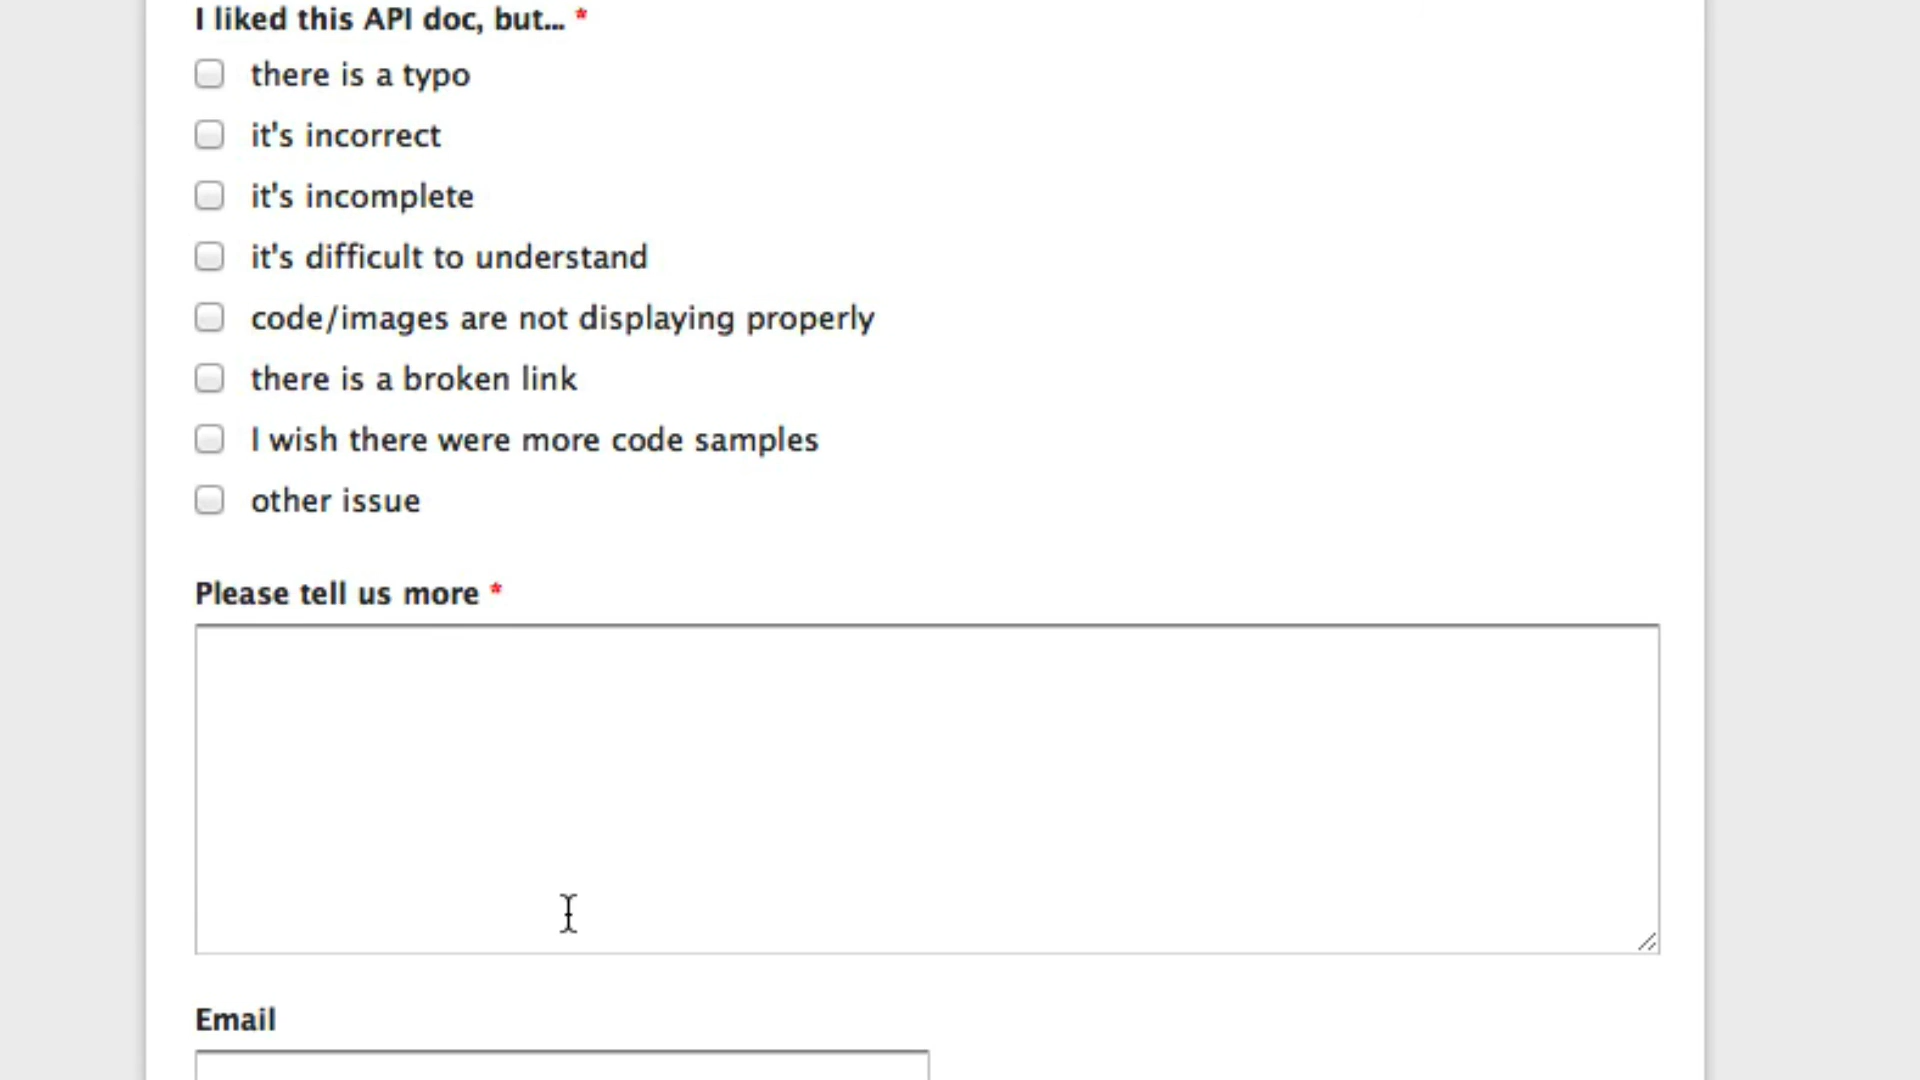 I liked this API doc, but... *
there is a typo
it's incorrect
it's incomplete
it's difficult to understand
code/images are not displaying properly
there is a broken link
I wish there were more code samples
other issue
Please tell us more *
Email